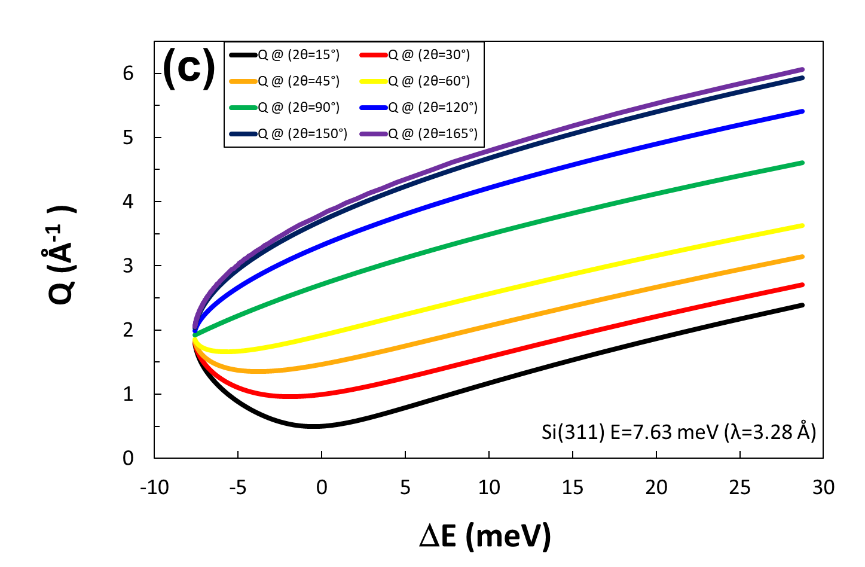 (c)
Q @ (2θ=15°) Q @ (2θ=30°)
Q @ (2θ=45°) Q @ (2θ=60°)
Q @ (2θ=90°) Q @ (2θ=120°)
Q @ (2θ=150°) Q @ (2θ=165°)
Q (Å⁻¹ )
6
5
4
3
2
1
0
Si(311) E=7.63 meV (λ=3.28 Å)
-10 -5 0 5 10 15 20 25 30
ΔE (meV)